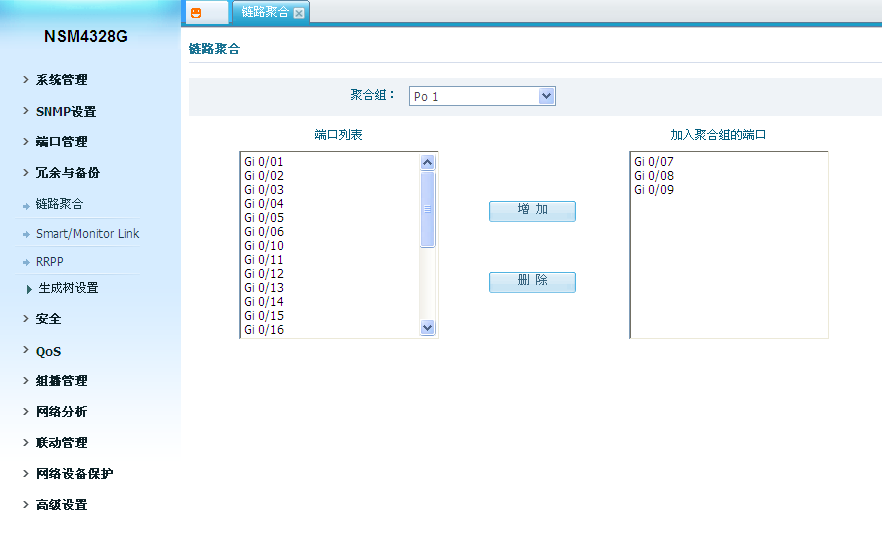 链路聚合
NSM4328G
系统管理
SNMP设置
端口管理
冗余与备份
链路聚合
Smart/Monitor Link
RRPP
生成树设置
安全
QoS
组播管理
网络分析
联动管理
网络设备保护
高级设置
链路聚合
聚合组：
Po 1
端口列表
Gi 0/01
Gi 0/02
Gi 0/03
Gi 0/04
Gi 0/05
Gi 0/06
Gi 0/10
Gi 0/11
Gi 0/12
Gi 0/13
Gi 0/14
Gi 0/15
Gi 0/16
增 加
删 除
加入聚合组的端口
Gi 0/07
Gi 0/08
Gi 0/09